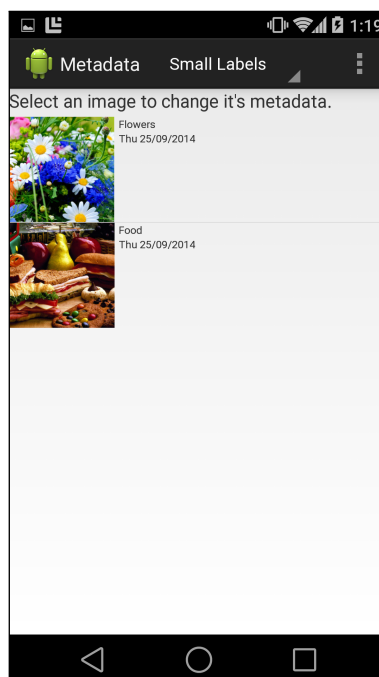 1:19
Metadata Small Labels
Select an image to change it's metadata.
Flowers
Thu 25/09/2014
Food
Thu 25/09/2014